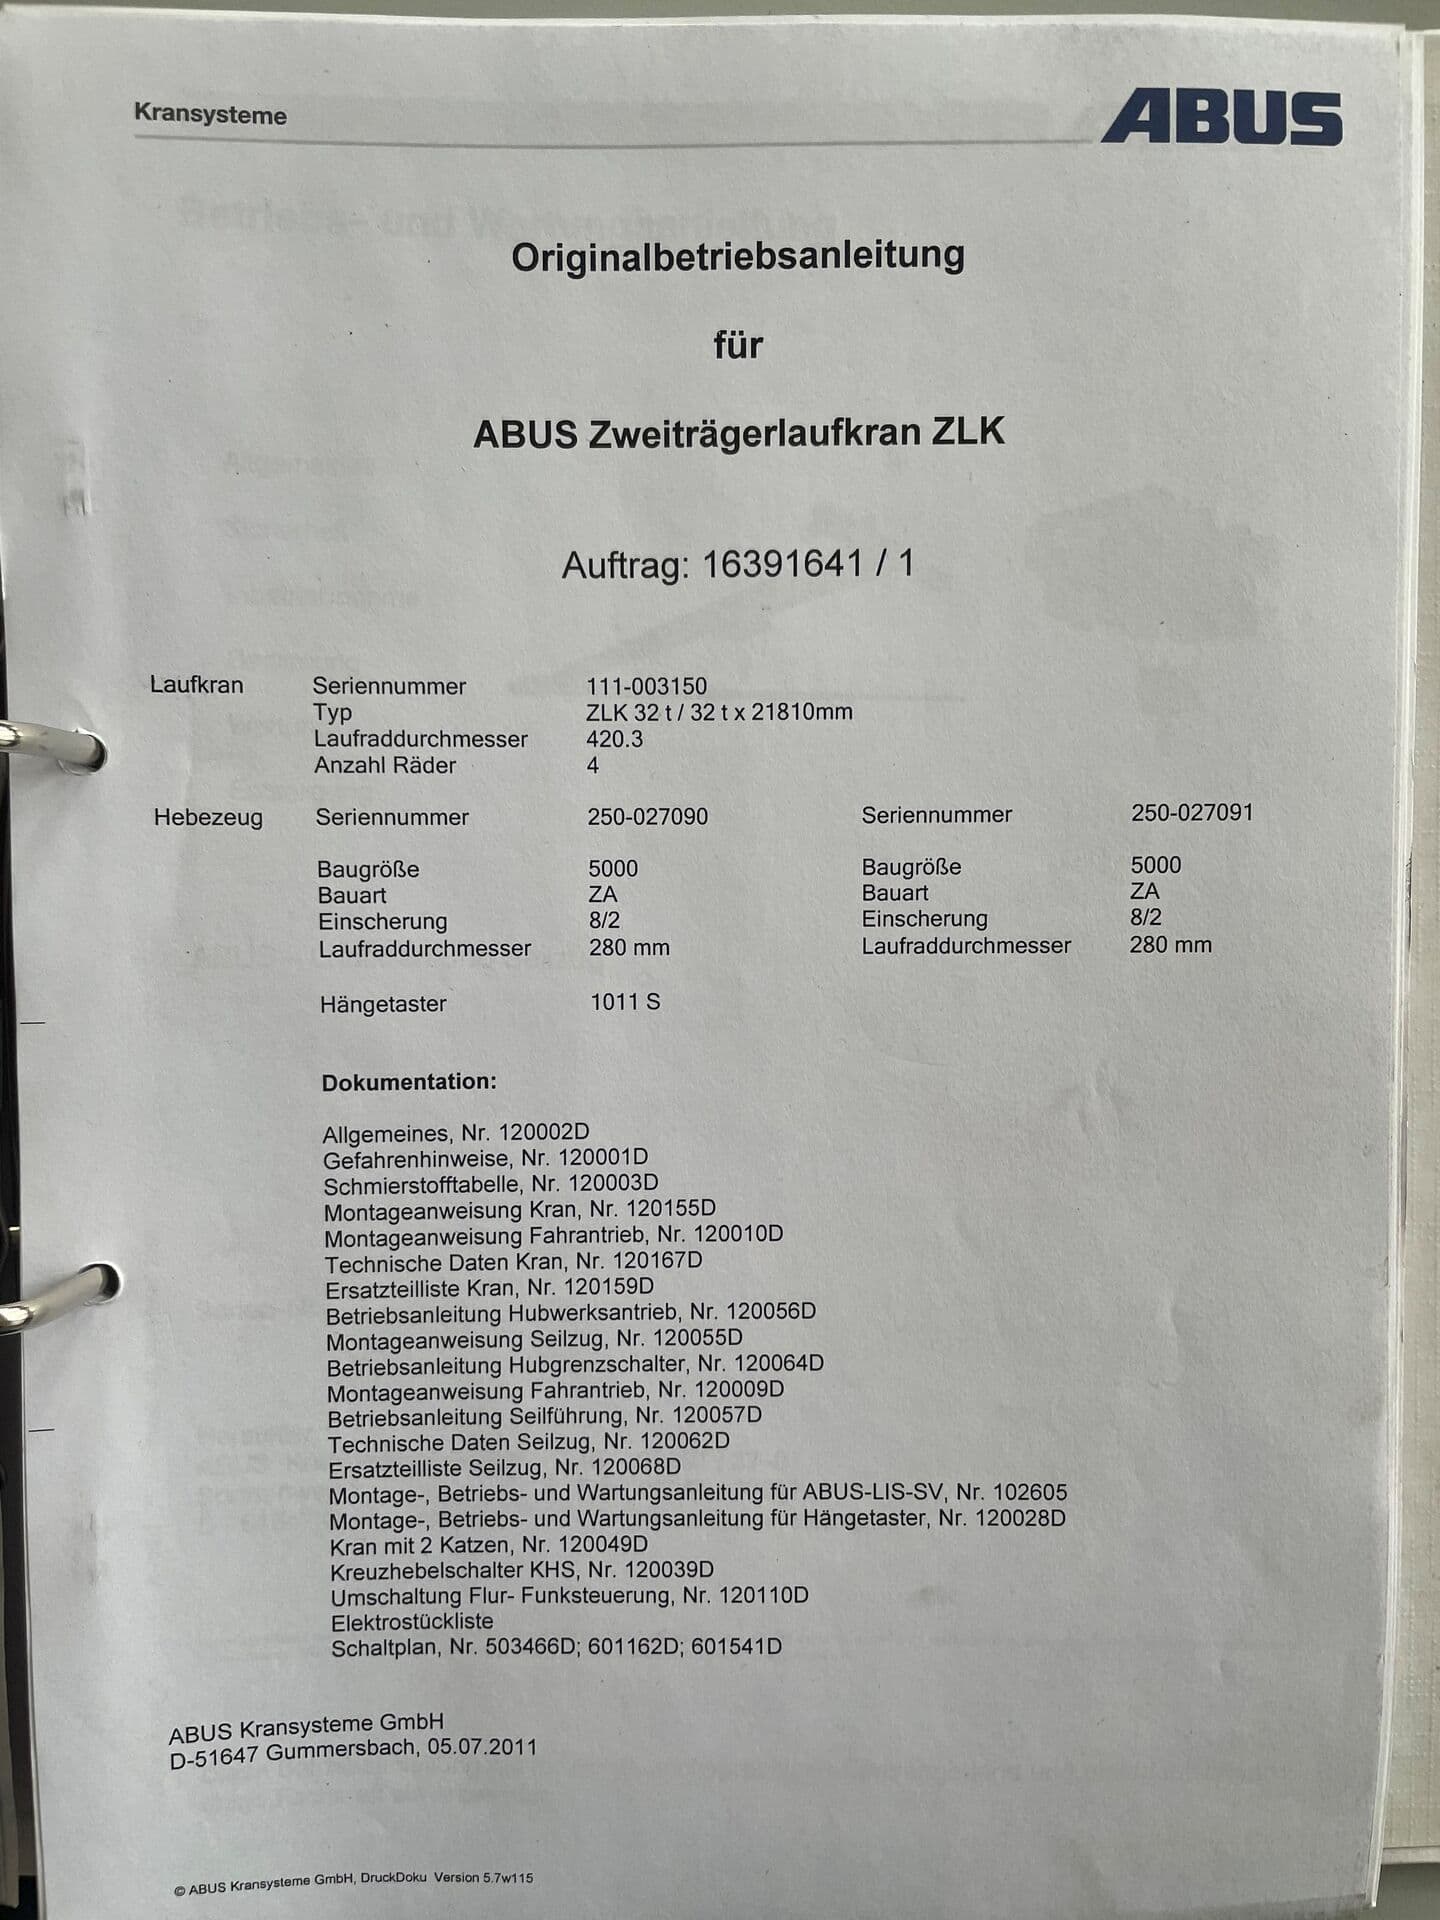 Kransysteme
ABUS
Originalbetriebsanleitung
für
ABUS Zweiträgerlaufkran ZLK
Auftrag: 16391641 / 1
Laufkran Seriennummer 111-003150
Typ ZLK 32 t / 32 t x 21810mm
Laufraddurchmesser 420.3
Anzahl Räder 4
Hebezeug Seriennummer 250-027090 Seriennummer 250-027091
Baugröße 5000 Baugröße 5000
Bauart ZA Bauart ZA
Einscherung 8/2 Einscherung 8/2
Laufraddurchmesser 280 mm Laufraddurchmesser 280 mm
Hängetaster 1011 S
Dokumentation:
Allgemeines, Nr. 120002D
Gefahrenhinweise, Nr. 120001D
Schmierstofftabelle, Nr. 120003D
Montageanweisung Kran, Nr. 120155D
Montageanweisung Fahrantrieb, Nr. 120010D
Technische Daten Kran, Nr. 120167D
Ersatzteilliste Kran, Nr. 120159D
Betriebsanleitung Hubwerksantrieb, Nr. 120056D
Montageanweisung Seilzug, Nr. 120055D
Betriebsanleitung Hubgrenzschalter, Nr. 120064D
Montageanweisung Fahrantrieb, Nr. 120009D
Betriebsanleitung Seilführung, Nr. 120057D
Technische Daten Seilzug, Nr. 120062D
Ersatzteilliste Seilzug, Nr. 120068D
Montage-, Betriebs- und Wartungsanleitung für ABUS-LIS-SV, Nr. 102605
Montage-, Betriebs- und Wartungsanleitung für Hängetaster, Nr. 120028D
Kran mit 2 Katzen, Nr. 120049D
Kreuzhebelschalter KHS, Nr. 120039D
Umschaltung Flur- Funksteuerung, Nr. 120110D
Elektrostückliste
Schaltplan, Nr. 503466D; 601162D; 601541D
ABUS Kransysteme GmbH
D-51647 Gummersbach, 05.07.2011
© ABUS Kransysteme GmbH, DruckDoku Version 5.7w115